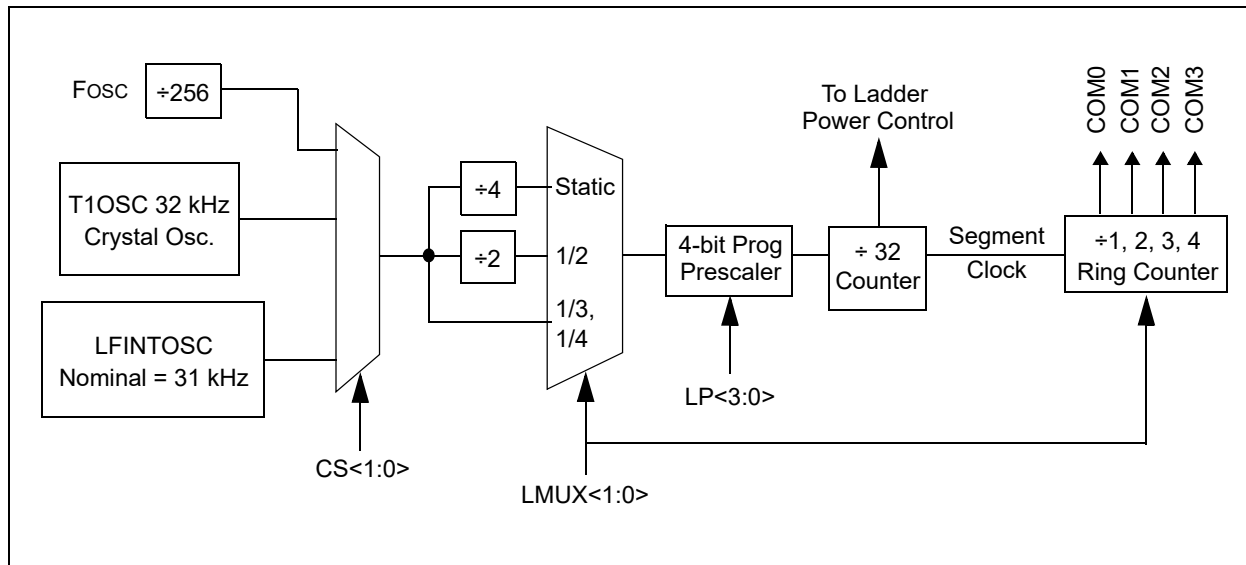 FOSC
÷256
T1OSC 32 kHz
Crystal Osc.
LFINTOSC
Nominal = 31 kHz
CS<1:0>
÷4
÷2
Static
1/2
1/3,
1/4
LMUX<1:0>
4-bit Prog
Prescaler
LP<3:0>
To Ladder
Power Control
÷ 32
Counter
Segment
Clock
COM0
COM1
COM2
COM3
÷1, 2, 3, 4
Ring Counter